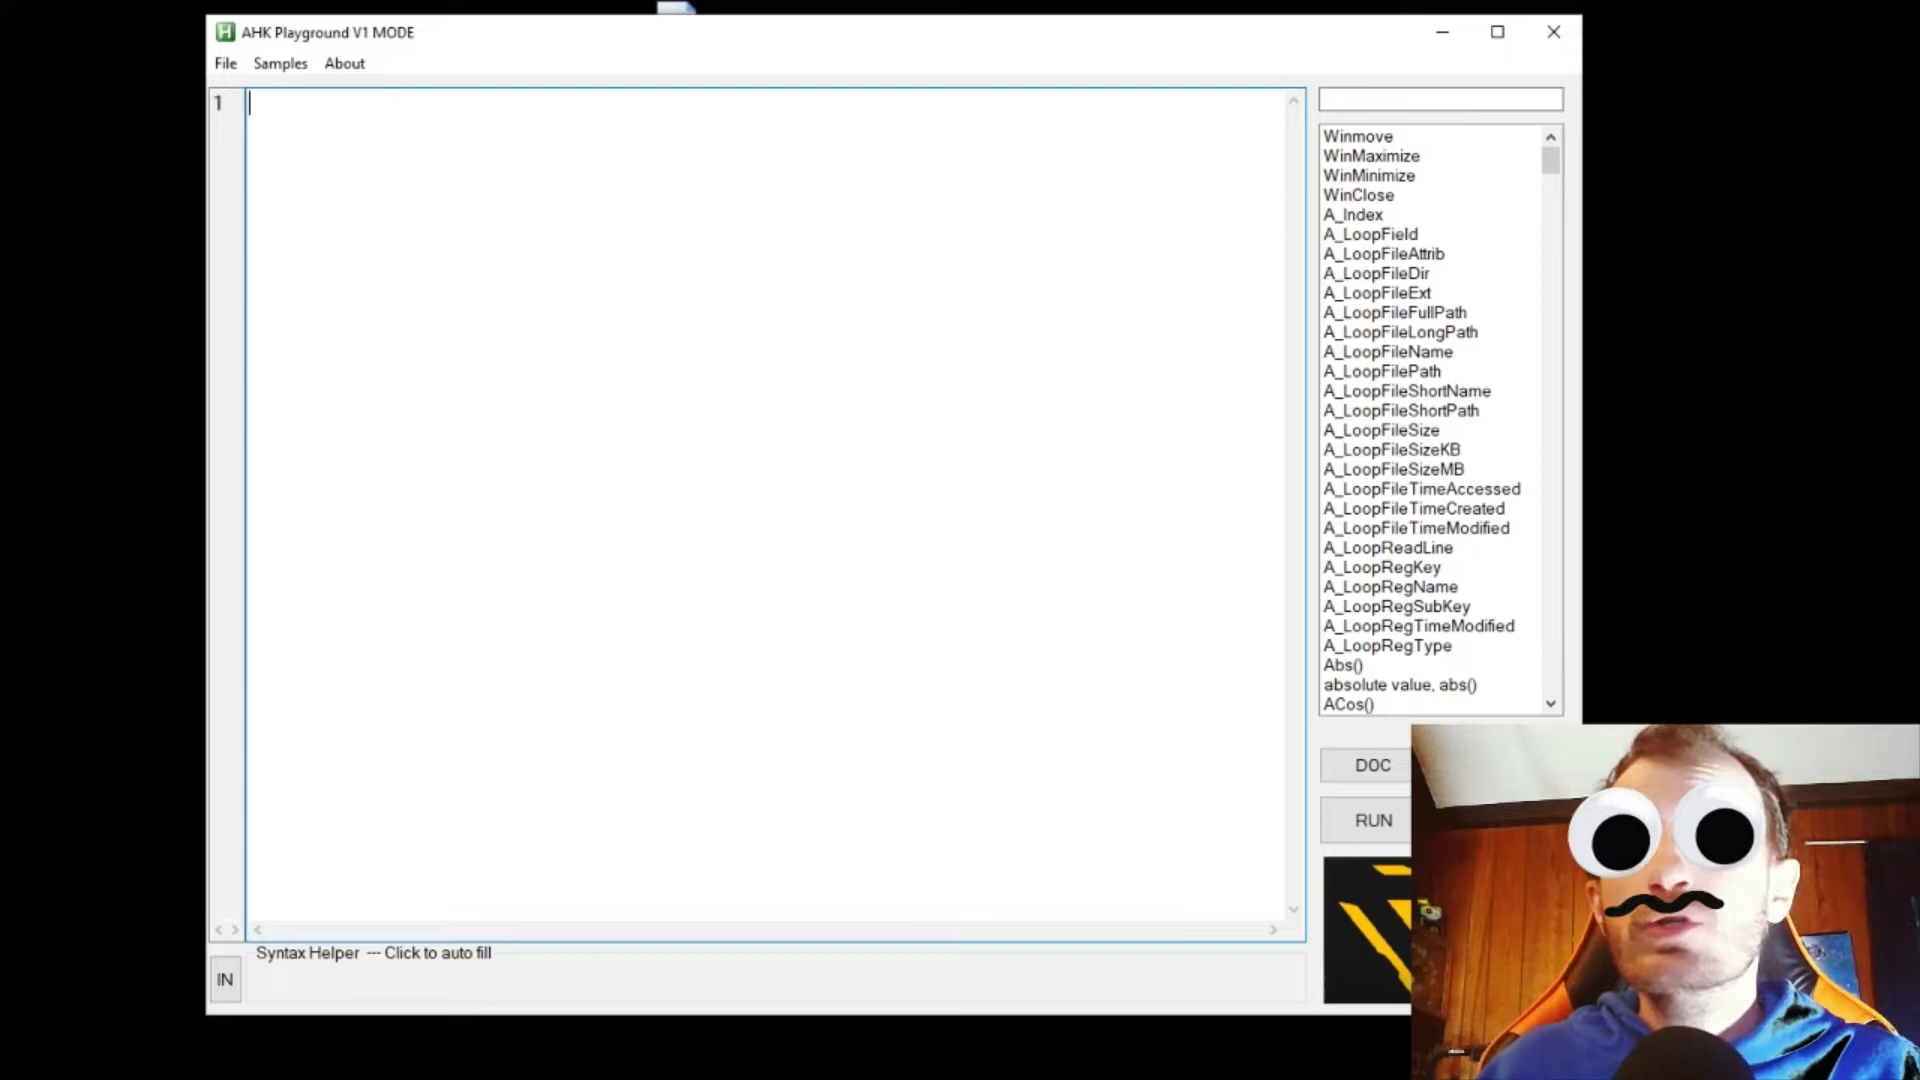 AHK Playground V1 MODE
File Samples About
1
Winmove
WinMaximize
WinMinimize
WinClose
A_Index
A_LoopField
A_LoopFileAttrib
A_LoopFileDir
A_LoopFileExt
A_LoopFileFullPath
A_LoopFileLongPath
A_LoopFileName
A_LoopFilePath
A_LoopFileShortName
A_LoopFileShortPath
A_LoopFileSize
A_LoopFileSizeKB
A_LoopFileSizeMB
A_LoopFileTimeAccessed
A_LoopFileTimeCreated
A_LoopFileTimeModified
A_LoopReadLine
A_LoopRegKey
A_LoopRegName
A_LoopRegSubKey
A_LoopRegTimeModified
A_LoopRegType
Abs()
absolute value, abs()
ACos()
DOC
RUN
Syntax Helper --- Click to auto fill
IN